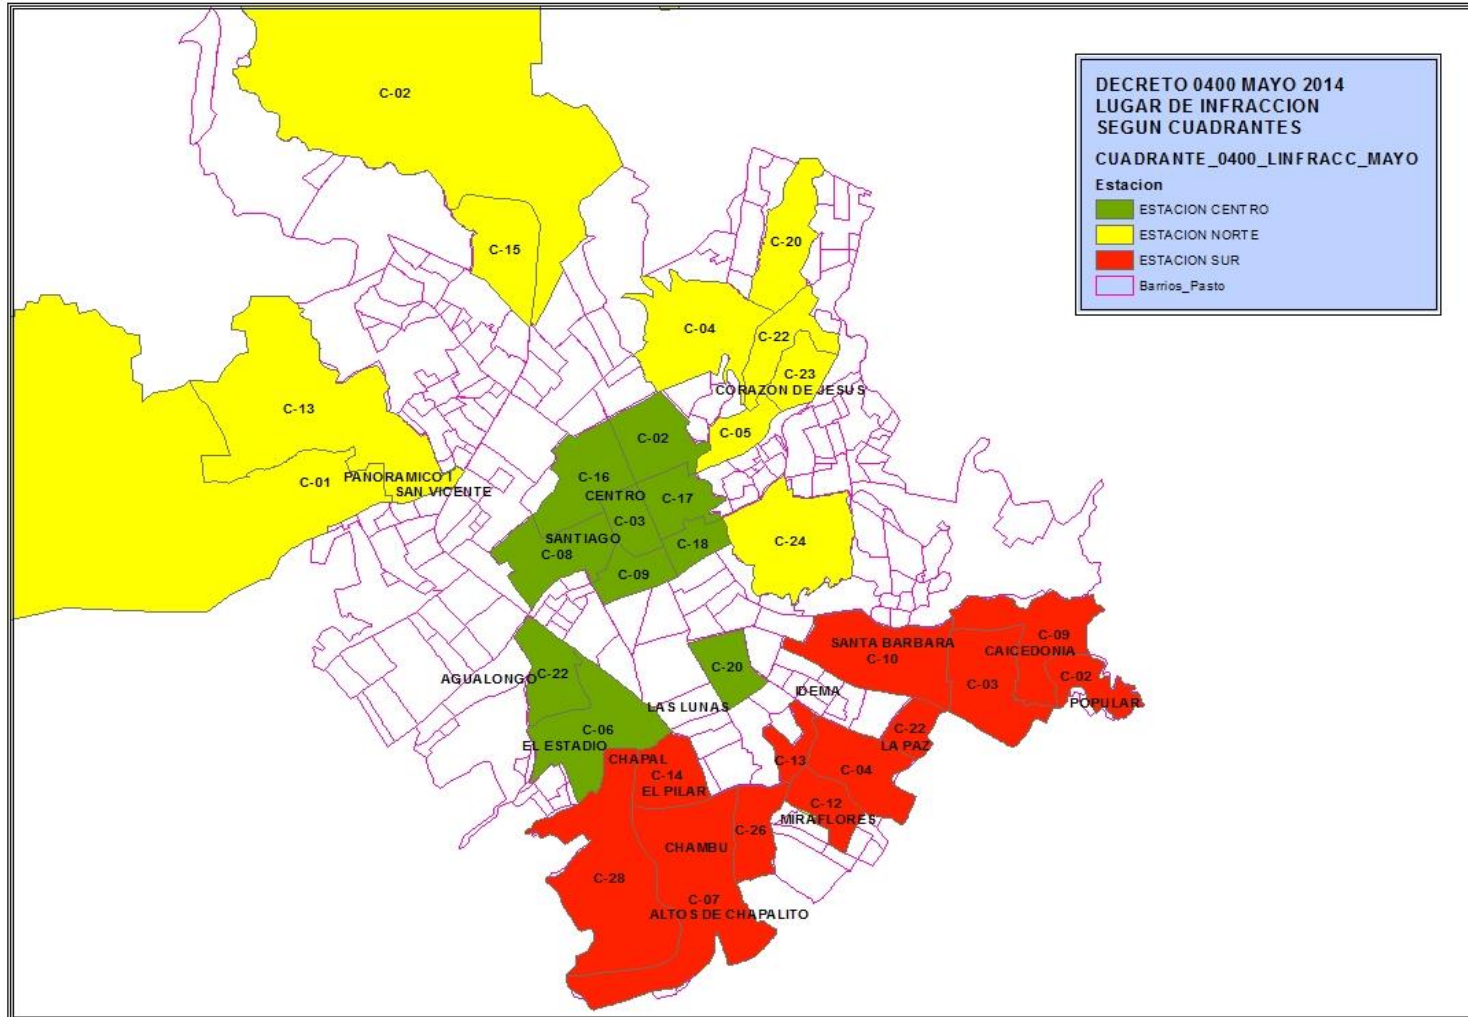 DECRETO 0400 MAYO 2014
LUGAR DE INFRACCION
SEGUN CUADRANTES
CUADRANTE_0400_LINFRACC_MAYO
Estacion
ESTACION CENTRO
ESTACION NORTE
ESTACION SUR
Barrios_Pasto
C-02
C-15
C-20
C-04
C-22
C-23
CORAZON DE JESUS
C-05
C-13
C-01
PANORAMICO I
SAN VICENTE
C-02
C-16
CENTRO
C-17
C-03
SANTIAGO
C-08
C-18
C-09
C-24
C-20
C-22
AGUALONGO
LAS LUNAS
C-06
EL ESTADIO
IDEMA
SANTA BARBARA
C-10
C-09
CAICEDONIA
C-03
C-02
POPULAR
C-22
LA PAZ
C-13
C-04
C-12
MIRAFLORES
CHAPAL
C-14
EL PILAR
C-26
CHAMBU
C-28
C-07
ALTOS DE CHAPALITO